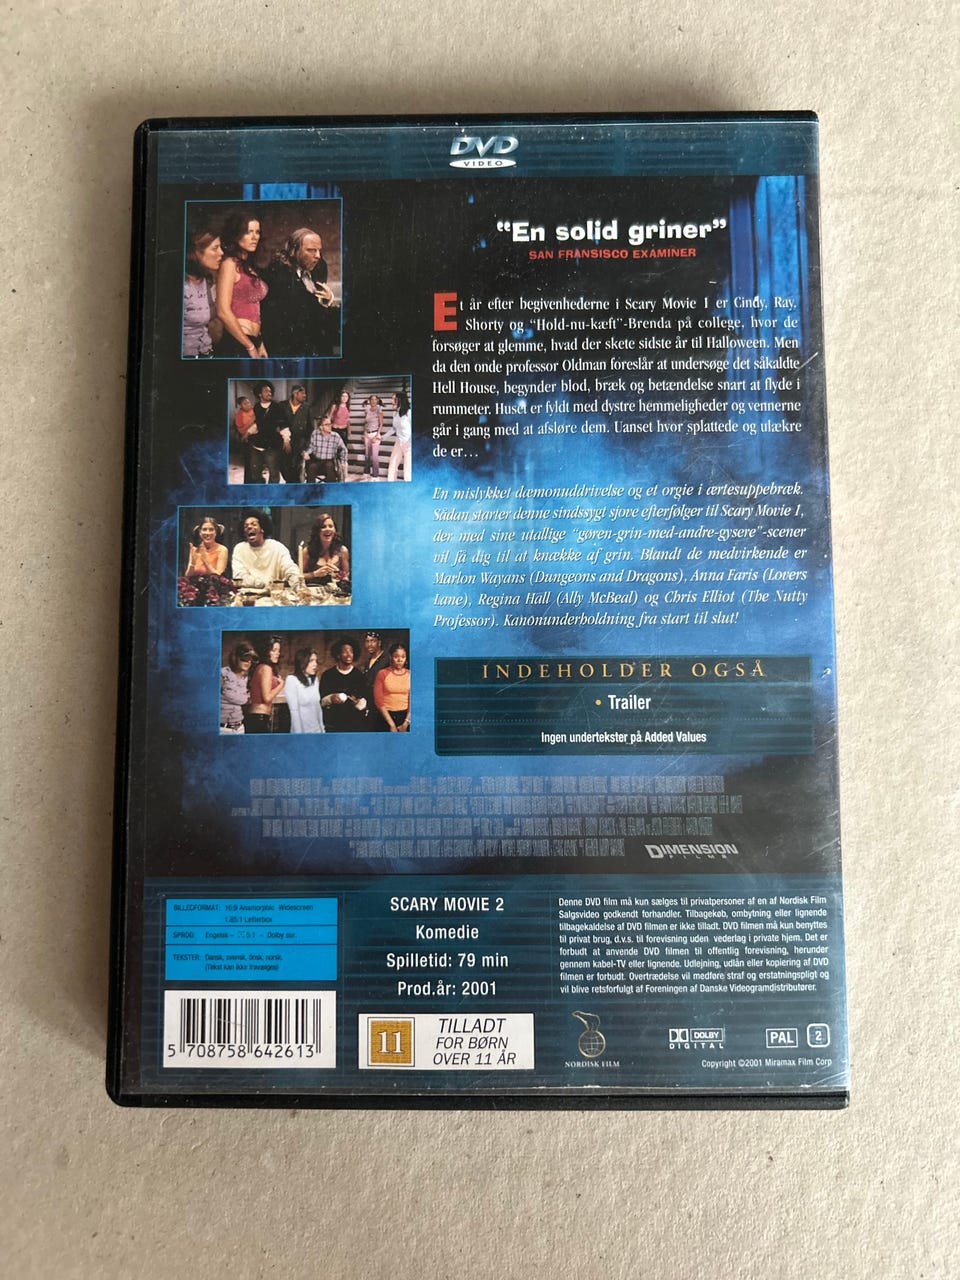 DVD
VIDEO
"En solid griner"
SAN FRANSISCO EXAMINER
Et år efter begivenhederne i Scary Movie 1 er Cindy, Ray,
Shorty og "Hold-nu-kæft"-Brenda på college, hvor de
forsøger at glemme, hvad der skete sidste år til Halloween. Men
da den onde professor Oldman foreslår at undersøge det såkaldte
Hell House, begynder blod, bræk og betændelse snart at flyde i
rummeter. Huset er fyldt med dystre hemmeligheder og vennerne
går i gang med at afsløre dem. Uanset hvor splattede og ulækre
de er...
En mislykket dæmonuddrivelse og et orgie i ærtesuppebræk.
Sådan starter denne sindssygt sjove efterfølger til Scary Movie 1,
der med sine utallige "gøren-grin-med-andre-gysere"-scener
vil få dig til at knække af grin. Blandt de medvirkende er
Marlon Wayans (Dungeons and Dragons), Anna Faris (Lovers
Lane), Regina Hall (Ally McBeal) og Chris Elliot (The Nutty
Professor). Kanonunderholdning fra start til slut!
INDEHOLDER OGSÅ
• Trailer
Ingen undertekster på Added Values
DIMENSION
FILMS
BILLEDFORMAT: 16:9 Anamorphic Widescreen
1.85:1 Letterbox
SPROG: Engelsk – 5:1 – Dolby sur.
TEKSTER: Dansk, svensk, finsk, norsk.
(Tekst kan ikke fravælges)
SCARY MOVIE 2
Komedie
Spilletid: 79 min
Prod.år: 2001
Denne DVD film må kun sælges til privatpersoner af en af Nordisk Film
Salgsvideo godkendt forhandler. Tilbagekøb, ombytning eller lignende
tilbagekaldelse af DVD filmen er ikke tilladt. DVD filmen må kun benyttes
til privat brug, d.v.s. til forevisning uden vederlag i private hjem. Det er
forbudt at anvende DVD filmen til offentlig forevisning, herunder
gennem kabel-TV eller lignende. Udlejning, udlån eller kopiering af DVD
filmen er forbudt. Overtrædelse vil medføre straf og erstatningspligt og
vil blive retsforfulgt af Foreningen af Danske Videogramdistributører.
5 708758 642613
11
TILLADT
FOR BØRN
OVER 11 ÅR
NORDISK FILM
DOLBY
DIGITAL
PAL
2
Copyright ©2001 Miramax Film Corp